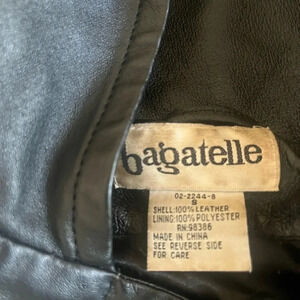 bagatelle
02-2244-8
S
SHELL:100%LEATHER
LINING:100%POLYESTER
RN:98386
MADE IN CHINA
SEE REVERSE SIDE
FOR CARE